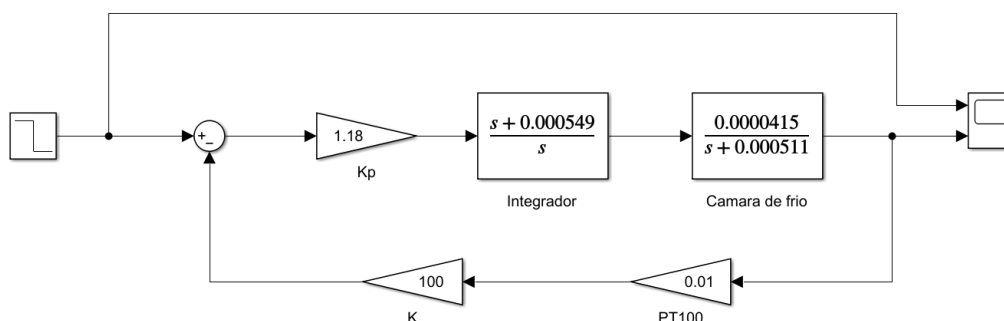 1.18
Kp
s + 0.000549
s
Integrador
0.0000415
s + 0.000511
Camara de frio
100
K
0.01
PT100